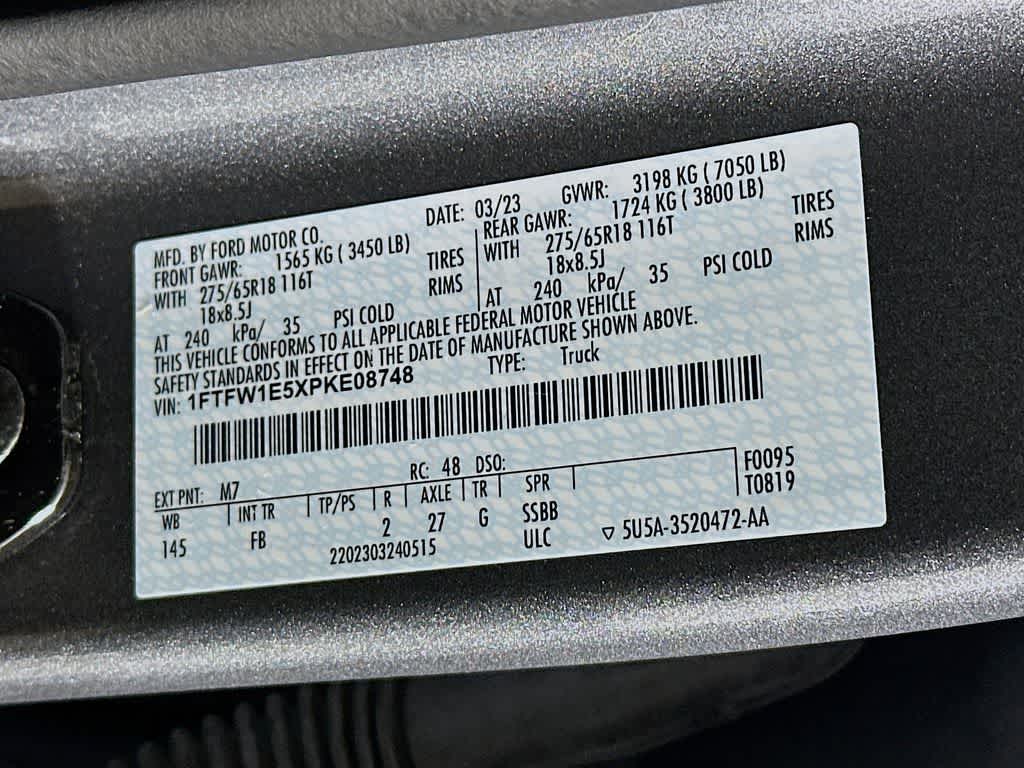 MFD. BY FORD MOTOR CO. DATE: 03/23 GVWR: 3198 KG ( 7050 LB)
FRONT GAWR: 1565 KG ( 3450 LB) REAR GAWR: 1724 KG ( 3800 LB)
WITH 275/65R18 116T TIRES WITH 275/65R18 116T TIRES
18x8.5J RIMS 18x8.5J RIMS
AT 240 kPa/ 35 PSI COLD AT 240 kPa/ 35 PSI COLD
THIS VEHICLE CONFORMS TO ALL APPLICABLE FEDERAL MOTOR VEHICLE
SAFETY STANDARDS IN EFFECT ON THE DATE OF MANUFACTURE SHOWN ABOVE.
VIN: 1FTFW1E5XPKE08748 TYPE: Truck
EXT PNT: M7 RC: 48 DSO: F0095
WB INT TR TP/PS R AXLE TR SPR T0819
145 FB 2 27 G SSBB
2202303240515 ULC 5U5A-3520472-AA